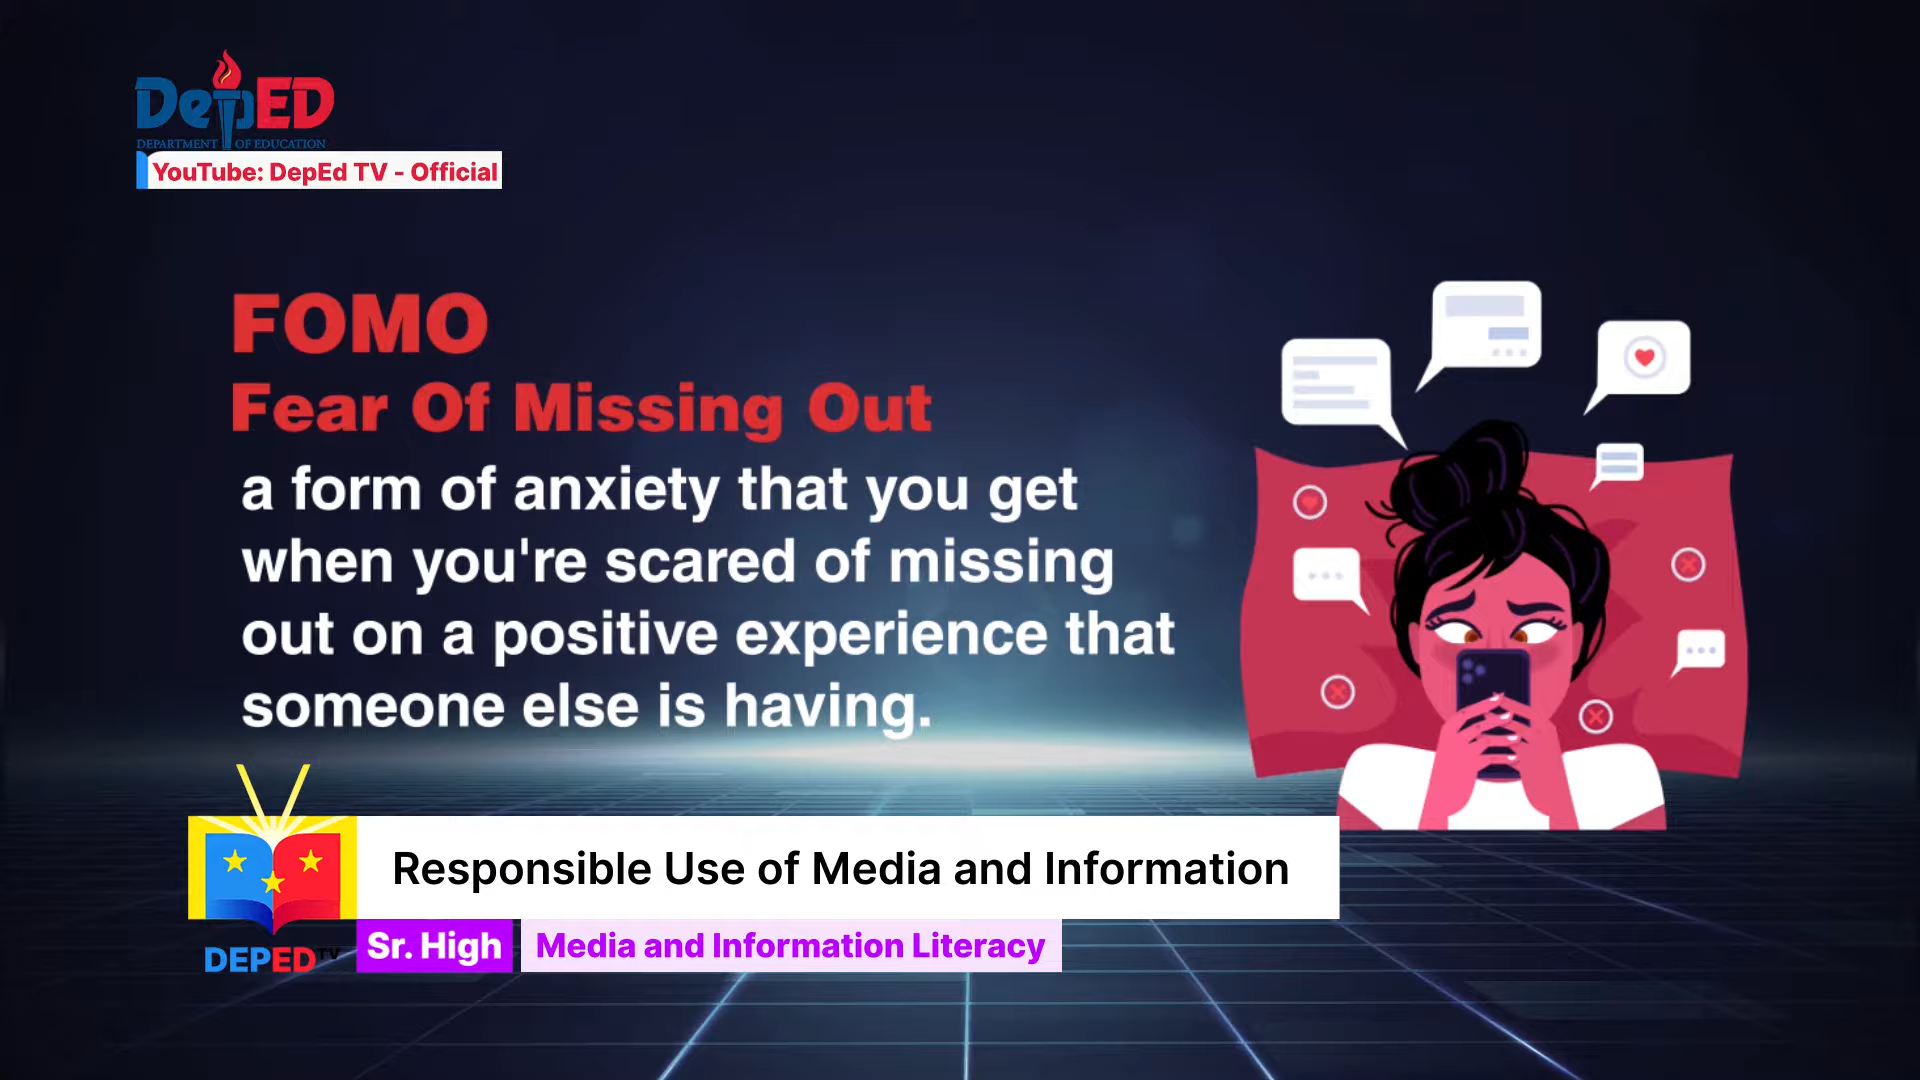 DepED
DEPARTMENT OF EDUCATION
YouTube: DepEd TV - Official
FOMO
Fear Of Missing Out
a form of anxiety that you get
when you're scared of missing
out on a positive experience that
someone else is having.
Responsible Use of Media and Information
DEPED TV
Sr. High
Media and Information Literacy